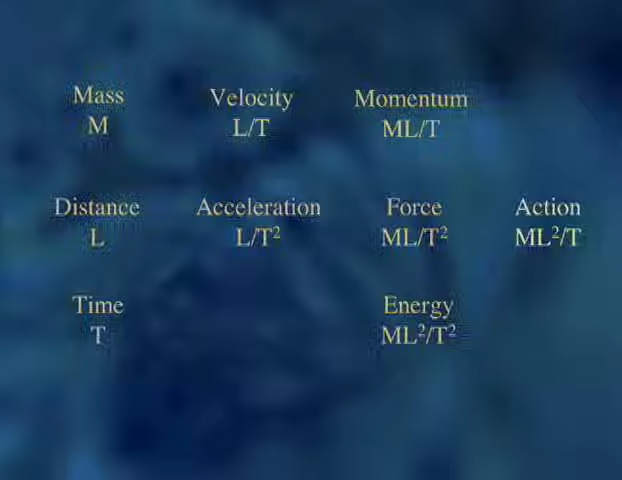 Mass Velocity Momentum
M L/T ML/T
Distance Acceleration Force Action
L L/T² ML/T² ML²/T
Time Energy
T ML²/T²